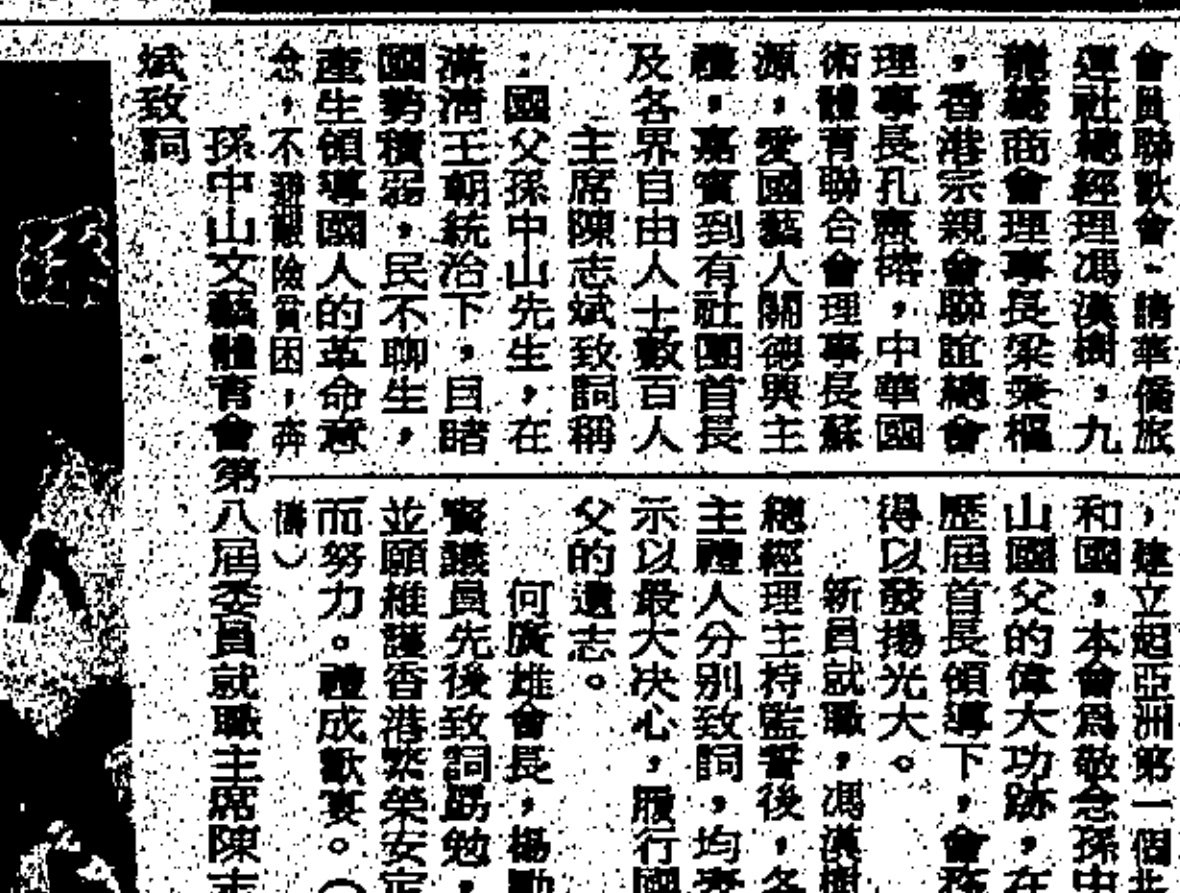 會員聯歡會。請華僑旅
運社總經理馮漢樹,九
龍總商會理事長梁秉樞
,香港宗親會聯誼總會
理事長孔憲楷,中華國
術體育聯合會理事長蘇
源,愛國藝人關德興主
禮,嘉賓到有社團首長
及各界自由人士數百人
主席陳志斌致詞稱
:國父孫中山先生,在
滿清王朝統治下,目睹
國勢積弱,民不聊生,
產生領導國人的革命意
念,不避艱險貧困,奔
,建立起亞洲第一個
和國。本會爲敬念孫中
山國父的偉大功跡,在
歷屆首長領導下,會務
得以發揚光大。
新員就職,馮漢樹
總經理主持監誓後,各
主禮人分別致詞,均
示以最大決心,履行國
父的遺志。
何廣雄會長,楊勵
賢議員先後致詞勗勉,
並願維護香港繁榮安定
而努力。禮成歡宴。(
儔)
孫中山文藝體育會第八屆委員就職主席陳志
斌致詞。